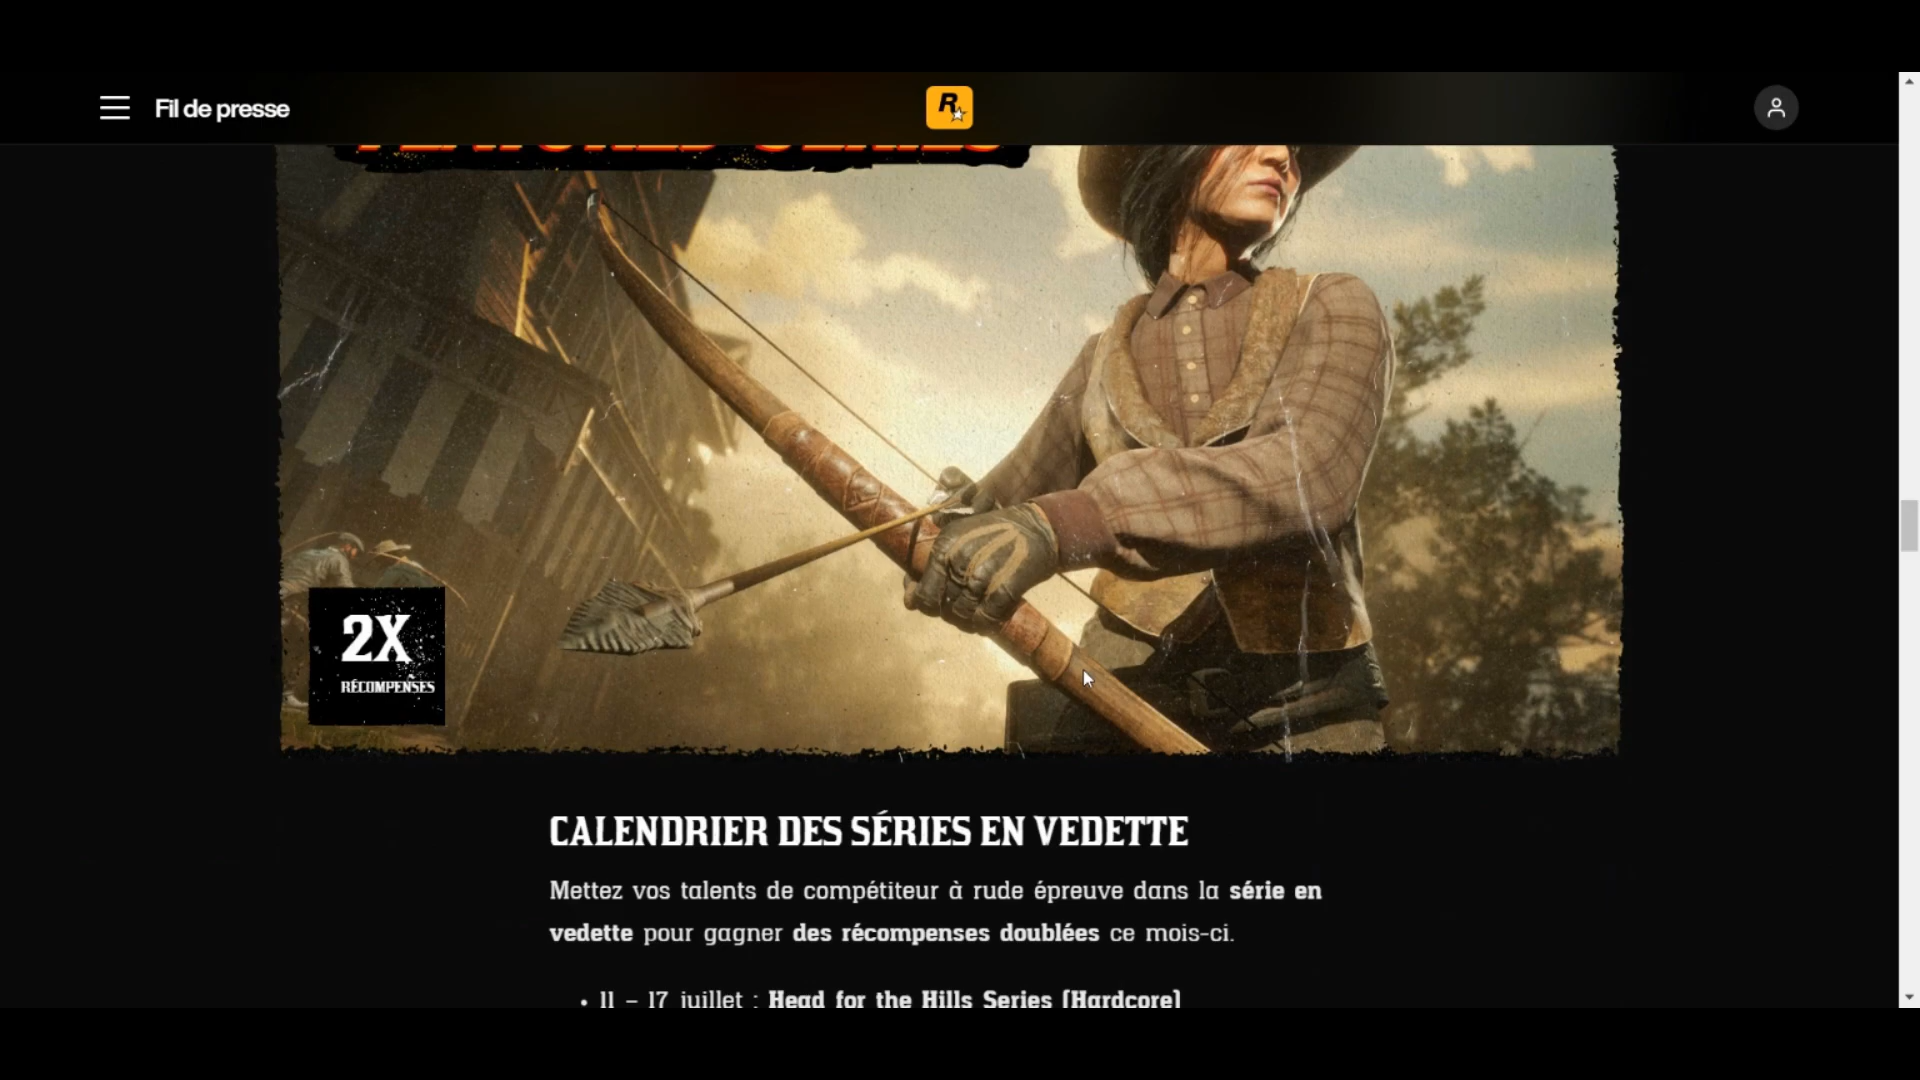 Fil de presse
R
FEATURED SERIES
2X
RÉCOMPENSES
CALENDRIER DES SÉRIES EN VEDETTE
Mettez vos talents de compétiteur à rude épreuve dans la série en
vedette pour gagner des récompenses doublées ce mois-ci.
• 11 – 17 juillet : Head for the Hills Series (Hardcore)